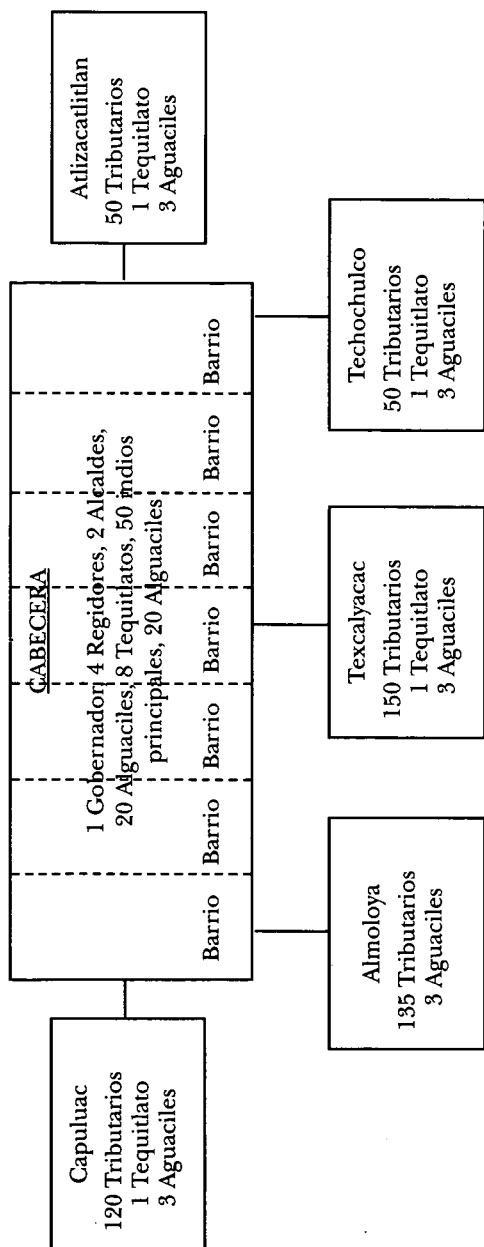 CABECERA
1 Gobernador, 4 Regidores, 2 Alcaldes,
20 Alguaciles, 8 Tequitlatos, 50 indios
principales, 20 Alguaciles
Barrio
Barrio
Barrio
Barrio
Barrio
Barrio
Barrio
Capuluac
120 Tributarios
1 Tequitlato
3 Aguaciles
Almoloya
135 Tributarios
3 Aguaciles
Texcalyacac
150 Tributarios
1 Tequitlato
3 Aguaciles
Techochulco
50 Tributarios
1 Tequitlato
3 Aguaciles
Atlizacatlitlan
50 Tributarios
1 Tequitlato
3 Aguaciles